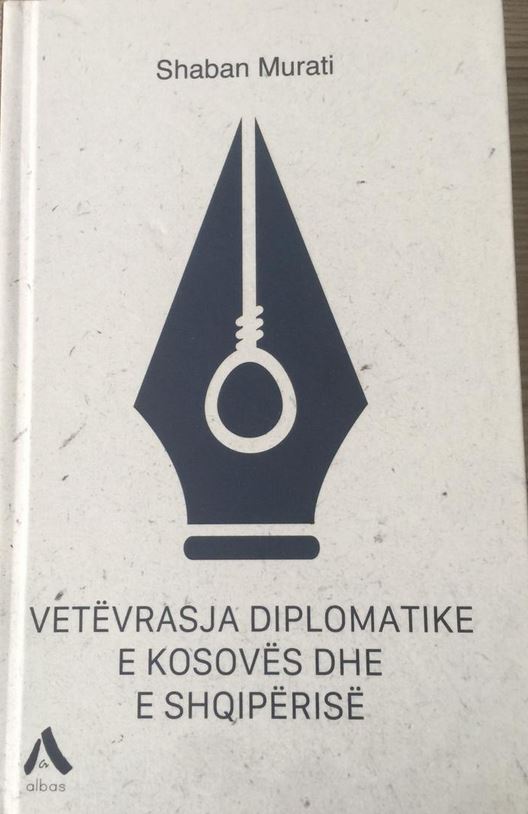 Shaban Murati
VETËVRASJA DIPLOMATIKE
E KOSOVËS DHE
E SHQIPËRISË
albas